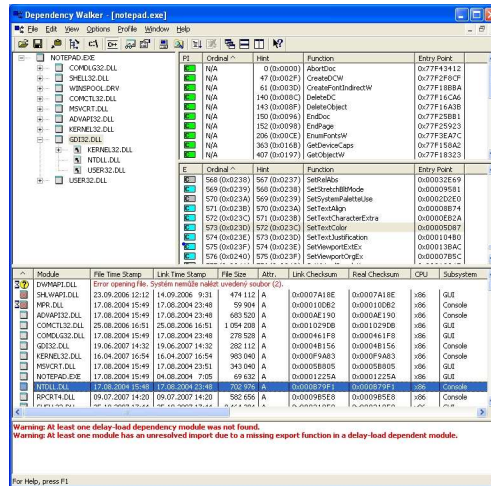 Dependency Walker - [notepad.exe]
File Edit View Options Profile Window Help
NOTEPAD.EXE
COMDLG32.DLL
SHELL32.DLL
WINSPOOL.DRV
COMCTL32.DLL
MSVCRT.DLL
ADVAPI32.DLL
KERNEL32.DLL
GDI32.DLL
KERNEL32.DLL
NTDLL.DLL
USER32.DLL
USER32.DLL
PI Ordinal ^ Hint Function Entry Point
N/A 0 (0x0000) AbortDoc 0x77F43412
N/A 47 (0x002F) CreateDCW 0x77F2F8CF
N/A 61 (0x003D) CreateFontIndirectW 0x77F18BBA
N/A 140 (0x008C) DeleteDC 0x77F16CA6
N/A 143 (0x008F) DeleteObject 0x77F16A3B
N/A 150 (0x0096) EndDoc 0x77F25BB1
N/A 152 (0x0098) EndPage 0x77F25923
N/A 206 (0x00CE) EnumFontsW 0x77F2EA7C
N/A 363 (0x016B) GetDeviceCaps 0x77F158A2
N/A 407 (0x0197) GetObjectW 0x77F18323
E Ordinal ^ Hint Function Entry Point
568 (0x0238) 567 (0x0237) SetRelAbs 0x00032E69
569 (0x0239) 568 (0x0238) SetStretchBltMode 0x00009581
570 (0x023A) 569 (0x0239) SetSystemPaletteUse 0x0002D2E0
571 (0x023B) 570 (0x023A) SetTextAlign 0x00008B74
572 (0x023C) 571 (0x023B) SetTextCharacterExtra 0x0000EB2A
573 (0x023D) 572 (0x023C) SetTextColor 0x00005D87
574 (0x023E) 573 (0x023D) SetTextJustification 0x000104B0
575 (0x023F) 574 (0x023E) SetViewportExtEx 0x00013BAC
576 (0x0240) 575 (0x023F) SetViewportOrgEx 0x00007B5C
^ Module File Time Stamp Link Time Stamp File Size Attr. Link Checksum Real Checksum CPU Subsystem
DWMAPI.DLL Error opening file. Systém nemůže nalézt uvedený soubor (2).
SHLWAPI.DLL 23.09.2006 12:12 14.09.2006 9:31 474 112 A 0x0007A18E 0x0007A18E x86 GUI
MPR.DLL 17.08.2004 15:49 17.08.2004 23:48 59 904 A 0x00010DB2 0x00010DB2 x86 Console
ADVAPI32.DLL 17.08.2004 15:49 17.08.2004 23:48 683 520 A 0x000AE190 0x000AE190 x86 Console
COMCTL32.DLL 25.08.2006 16:51 25.08.2006 16:51 1 054 208 A 0x001029DB 0x001029DB x86 GUI
COMDLG32.DLL 17.08.2004 15:49 17.08.2004 23:48 278 528 A 0x000461F8 0x000461F8 x86 GUI
GDI32.DLL 19.06.2007 14:32 19.06.2007 14:32 282 112 A 0x0004B156 0x0004B156 x86 Console
KERNEL32.DLL 16.04.2007 16:54 16.04.2007 16:54 983 040 A 0x000F9A83 0x000F9A83 x86 Console
MSVCRT.DLL 17.08.2004 15:49 17.08.2004 23:51 343 040 A 0x0005B805 0x0005B805 x86 GUI
NOTEPAD.EXE 17.08.2004 15:49 04.08.2004 7:05 69 632 A 0x0001225A 0x0001225A x86 GUI
NTDLL.DLL 17.08.2004 15:48 17.08.2004 23:48 702 976 A 0x000B79F1 0x000B79F1 x86 Console
RPCRT4.DLL 09.07.2007 14:20 09.07.2007 14:20 582 656 A 0x0009B5E8 0x0009B5E8 x86 Console
Warning: At least one delay-load dependency module was not found.
Warning: At least one module has an unresolved import due to a missing export function in a delay-load dependent module.
For Help, press F1